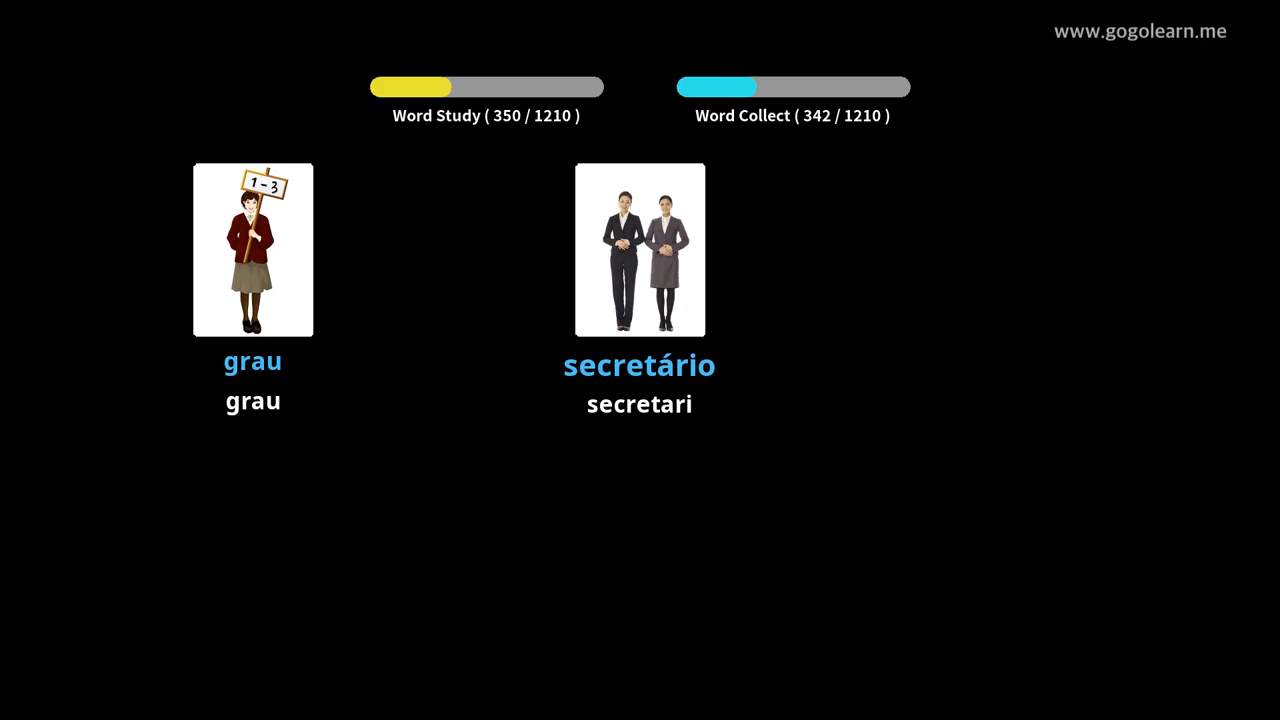 www.gogolearn.me
Word Study ( 350 / 1210 )
Word Collect ( 342 / 1210 )
1 - 3
grau
grau
secretário
secretari